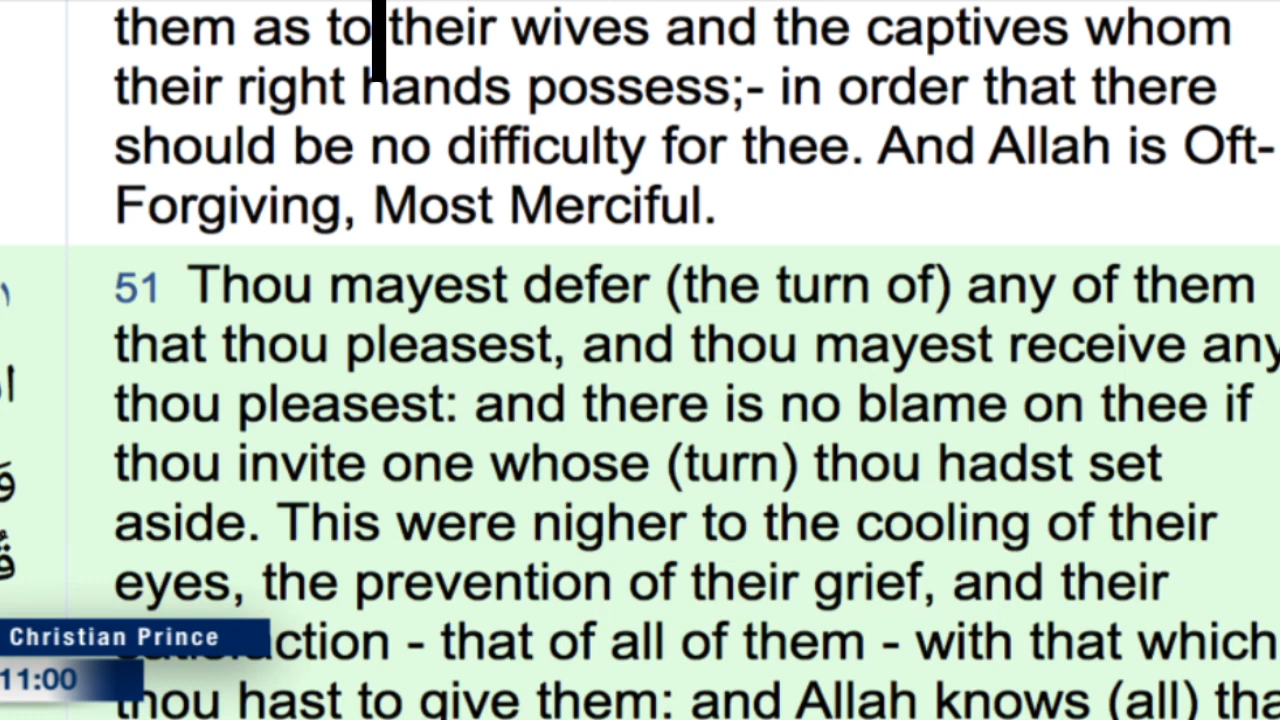 them as to their wives and the captives whom
their right hands possess;- in order that there
should be no difficulty for thee. And Allah is Oft-
Forgiving, Most Merciful.
51 Thou mayest defer (the turn of) any of them
that thou pleasest, and thou mayest receive any
thou pleasest: and there is no blame on thee if
thou invite one whose (turn) thou hadst set
aside. This were nigher to the cooling of their
eyes, the prevention of their grief, and their
ction - that of all of them - with that which
thou hast to give them: and Allah knows (all)
Christian Prince
11:00